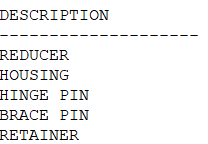 DESCRIPTION
--------------------
REDUCER
HOUSING
HINGE PIN
BRACE PIN
RETAINER